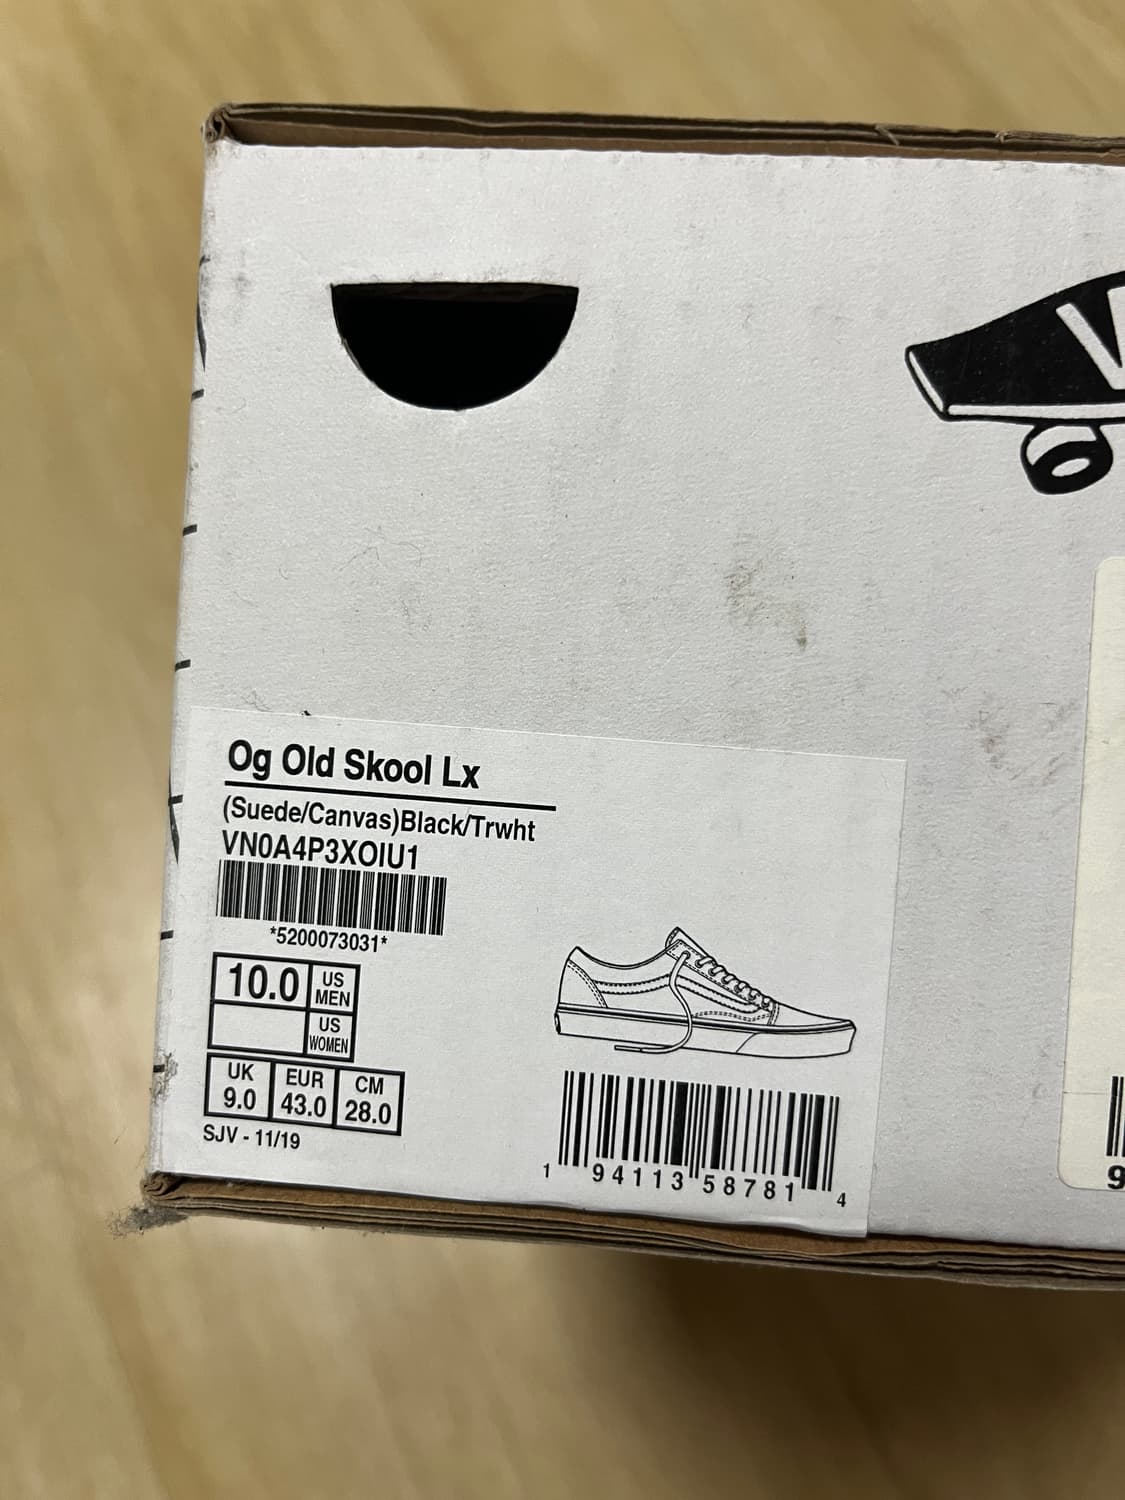 V
Og Old Skool Lx
(Suede/Canvas)Black/Trwht
VN0A4P3XOIU1
*5200073031*
10.0 US MEN
US WOMEN
UK EUR CM
9.0 43.0 28.0
SJV - 11/19
1 94113 58781 4
9